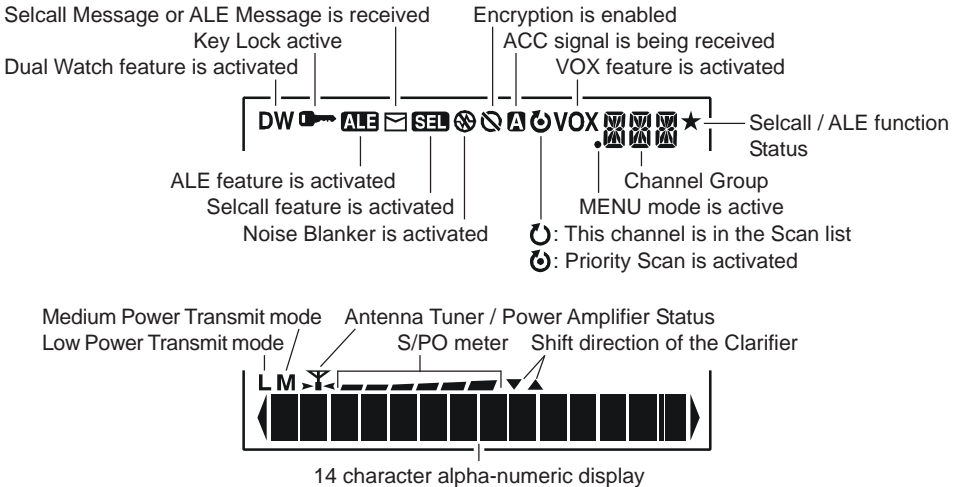 Selcall Message or ALE Message is received
Encryption is enabled
Key Lock active
ACC signal is being received
Dual Watch feature is activated
VOX feature is activated
DW ALE SEL A VOX ★
Selcall / ALE function
Status
ALE feature is activated
Channel Group
Selcall feature is activated
MENU mode is active
Noise Blanker is activated
: This channel is in the Scan list
: Priority Scan is activated
Medium Power Transmit mode
Antenna Tuner / Power Amplifier Status
Low Power Transmit mode
S/PO meter
Shift direction of the Clarifier
L M
14 character alpha-numeric display